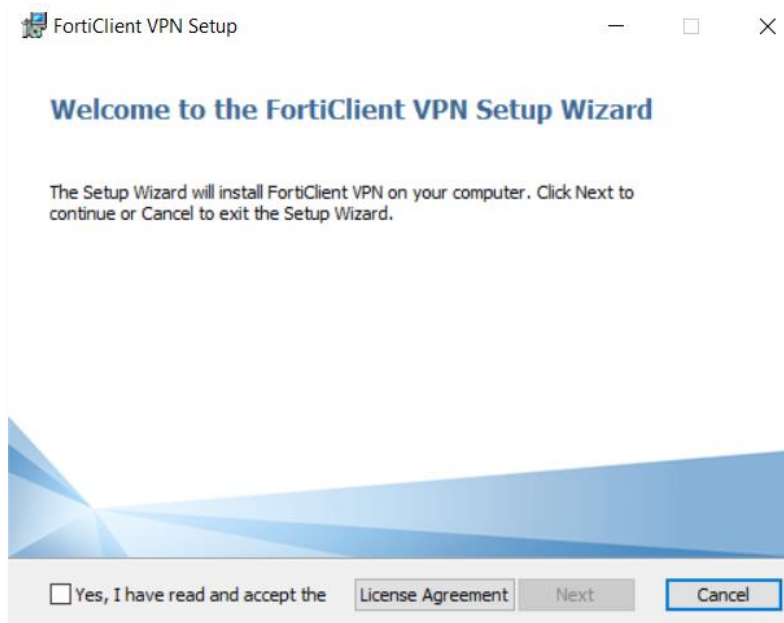 FortiClient VPN Setup
Welcome to the FortiClient VPN Setup Wizard
The Setup Wizard will install FortiClient VPN on your computer. Click Next to
continue or Cancel to exit the Setup Wizard.
Yes, I have read and accept the License Agreement Next Cancel